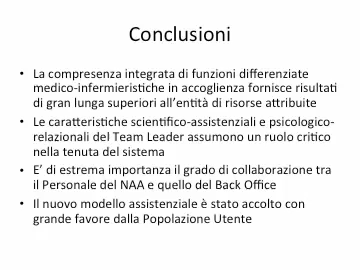 Conclusioni
• La compresenza integrata di funzioni differenziate
medico-infermieristiche in accoglienza fornisce risultati
di gran lunga superiori all'entità di risorse attribuite
• Le caratteristiche scientifico-assistenziali e psicologico-
relazionali del Team Leader assumono un ruolo critico
nella tenuta del sistema
• E' di estrema importanza il grado di collaborazione tra
il Personale del NAA e quello del Back Office
• Il nuovo modello assistenziale è stato accolto con
grande favore dalla Popolazione Utente